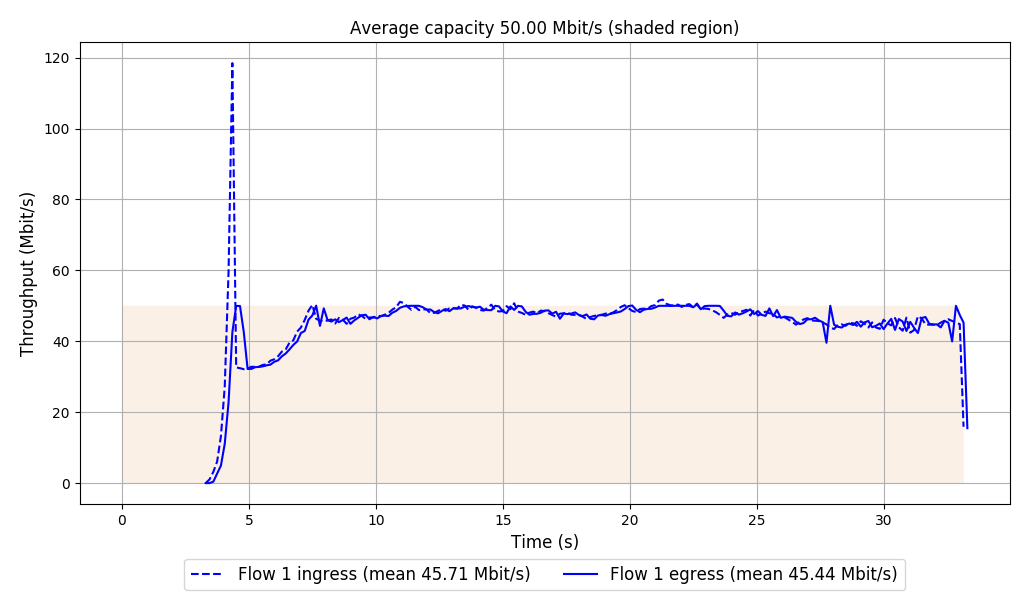 Average capacity 50.00 Mbit/s (shaded region)
Throughput (Mbit/s)
120
100
80
60
40
20
0
0 5 10 15 20 25 30
Time (s)
Flow 1 ingress (mean 45.71 Mbit/s) Flow 1 egress (mean 45.44 Mbit/s)